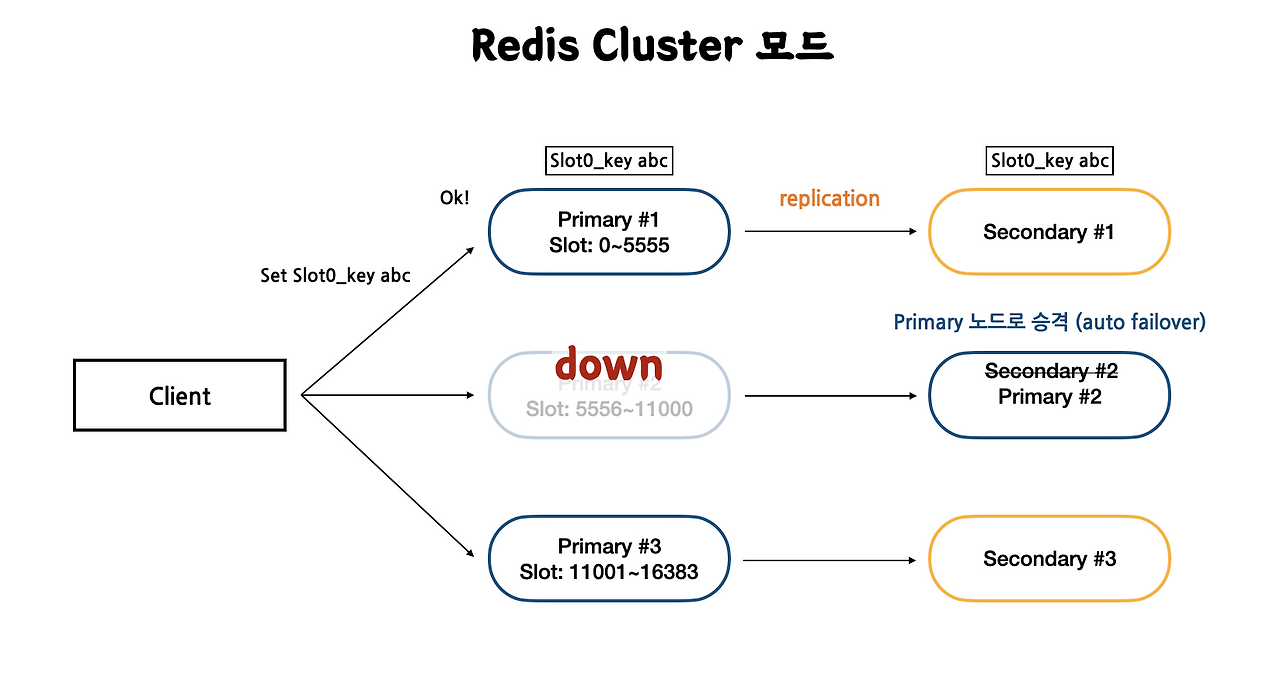 Redis Cluster 모드
Slot0_key abc
Slot0_key abc
Ok!
Primary #1
Slot: 0~5555
replication
Secondary #1
Set Slot0_key abc
Primary 노드로 승격 (auto failover)
down
Primary #2
Slot: 5556~11000
Secondary #2
Primary #2
Client
Primary #3
Slot: 11001~16383
Secondary #3